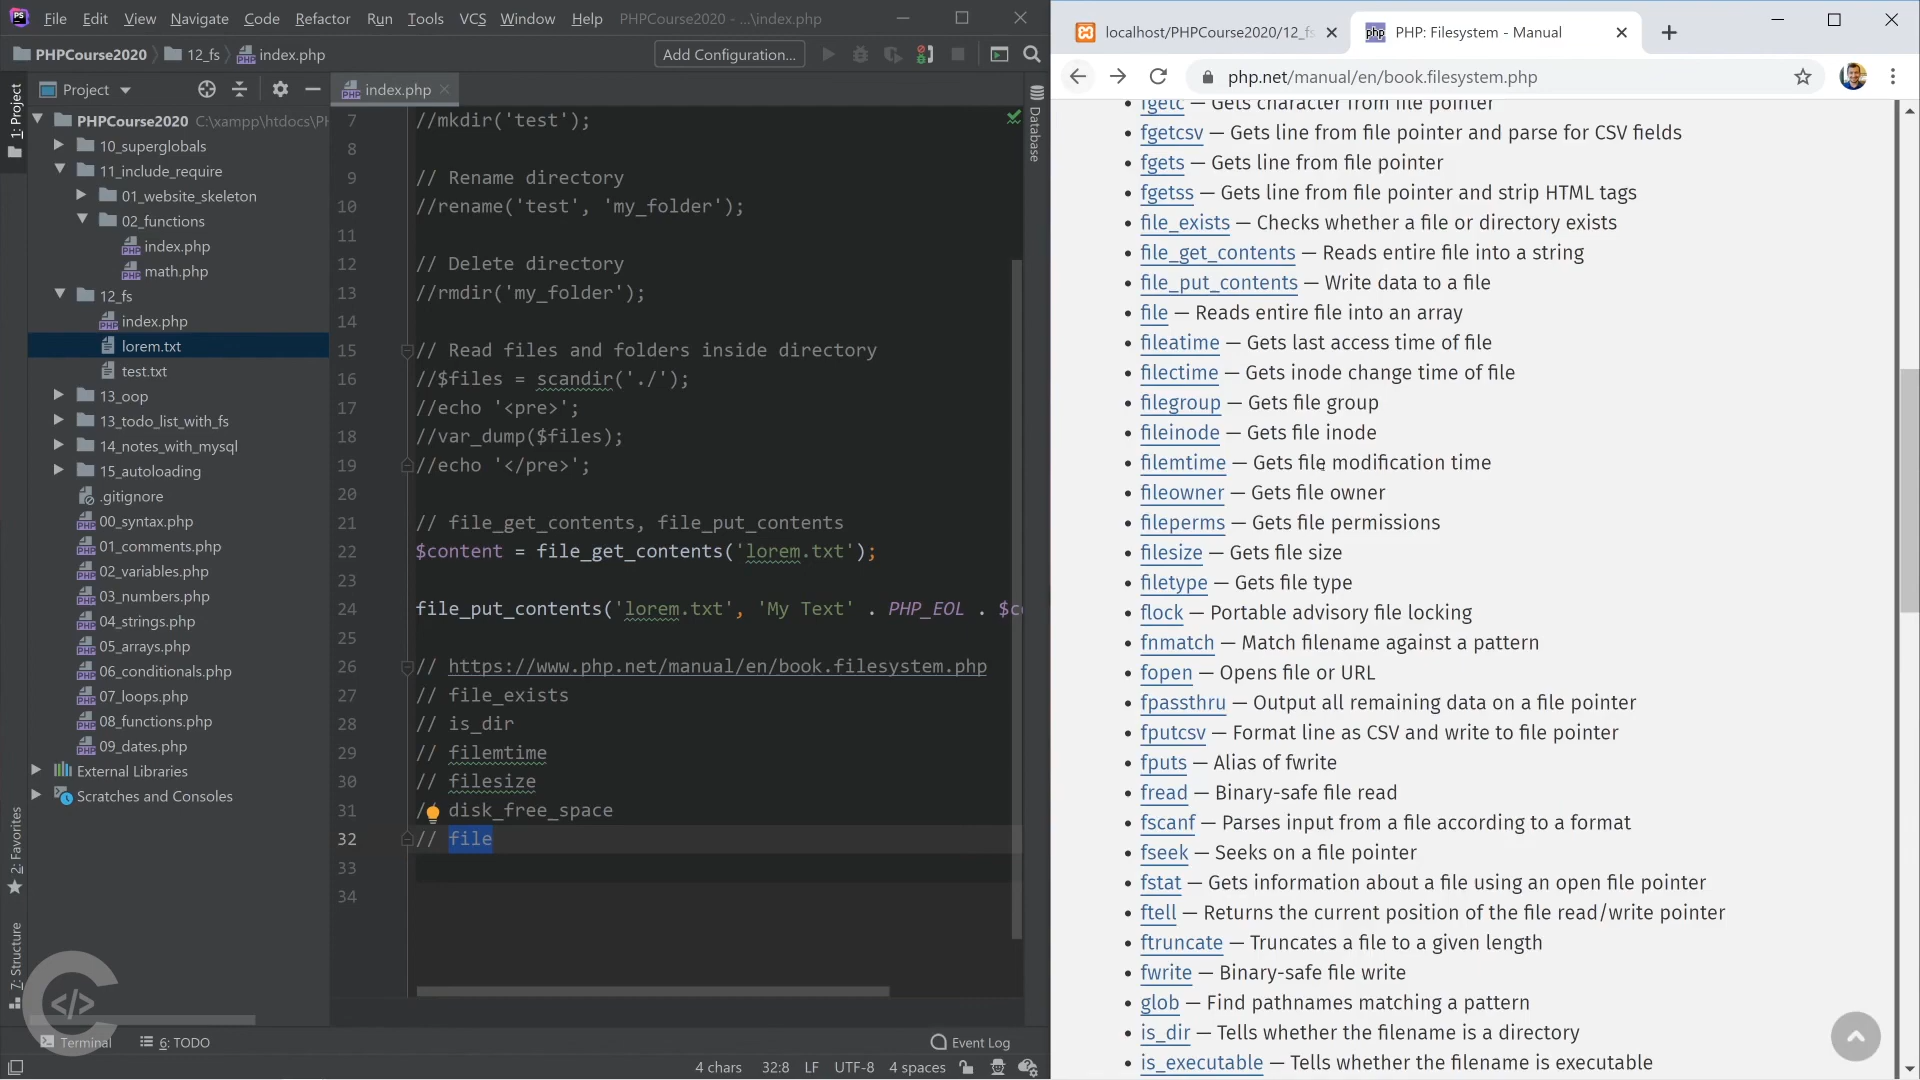 PS File Edit View Navigate Code Refactor Run Tools VCS Window Help PHPCourse2020 - ...\index.php
PHPCourse2020 12_fs index.php Add Configuration...
1: Project
Project
index.php
PHPCourse2020 C:\xampp\htdocs\PH
10_superglobals
11_include_require
01_website_skeleton
02_functions
index.php
math.php
12_fs
index.php
lorem.txt
test.txt
13_oop
13_todo_list_with_fs
14_notes_with_mysql
15_autoloading
.gitignore
00_syntax.php
01_comments.php
02_variables.php
03_numbers.php
04_strings.php
05_arrays.php
06_conditionals.php
07_loops.php
08_functions.php
09_dates.php
External Libraries
Scratches and Consoles
2: Favorites
7: Structure
7 //mkdir('test');
8
9 // Rename directory
10 //rename('test', 'my_folder');
11
12 // Delete directory
13 //rmdir('my_folder');
14
15 // Read files and folders inside directory
16 //$files = scandir('./');
17 //echo '<pre>';
18 //var_dump($files);
19 //echo '</pre>';
20
21 // file_get_contents, file_put_contents
22 $content = file_get_contents('lorem.txt');
23
24 file_put_contents('lorem.txt', 'My Text' . PHP_EOL . $co
25
26 // https://www.php.net/manual/en/book.filesystem.php
27 // file_exists
28 // is_dir
29 // filemtime
30 // filesize
31 // disk_free_space
32 // file
33
34
Database
</>
Terminal 6: TODO Event Log
4 chars 32:8 LF UTF-8 4 spaces
localhost/PHPCourse2020/12_fs
php PHP: Filesystem - Manual
php.net/manual/en/book.filesystem.php
fgetc — Gets character from file pointer
fgetcsv — Gets line from file pointer and parse for CSV fields
fgets — Gets line from file pointer
fgetss — Gets line from file pointer and strip HTML tags
file_exists — Checks whether a file or directory exists
file_get_contents — Reads entire file into a string
file_put_contents — Write data to a file
file — Reads entire file into an array
fileatime — Gets last access time of file
filectime — Gets inode change time of file
filegroup — Gets file group
fileinode — Gets file inode
filemtime — Gets file modification time
fileowner — Gets file owner
fileperms — Gets file permissions
filesize — Gets file size
filetype — Gets file type
flock — Portable advisory file locking
fnmatch — Match filename against a pattern
fopen — Opens file or URL
fpassthru — Output all remaining data on a file pointer
fputcsv — Format line as CSV and write to file pointer
fputs — Alias of fwrite
fread — Binary-safe file read
fscanf — Parses input from a file according to a format
fseek — Seeks on a file pointer
fstat — Gets information about a file using an open file pointer
ftell — Returns the current position of the file read/write pointer
ftruncate — Truncates a file to a given length
fwrite — Binary-safe file write
glob — Find pathnames matching a pattern
is_dir — Tells whether the filename is a directory
is_executable — Tells whether the filename is executable